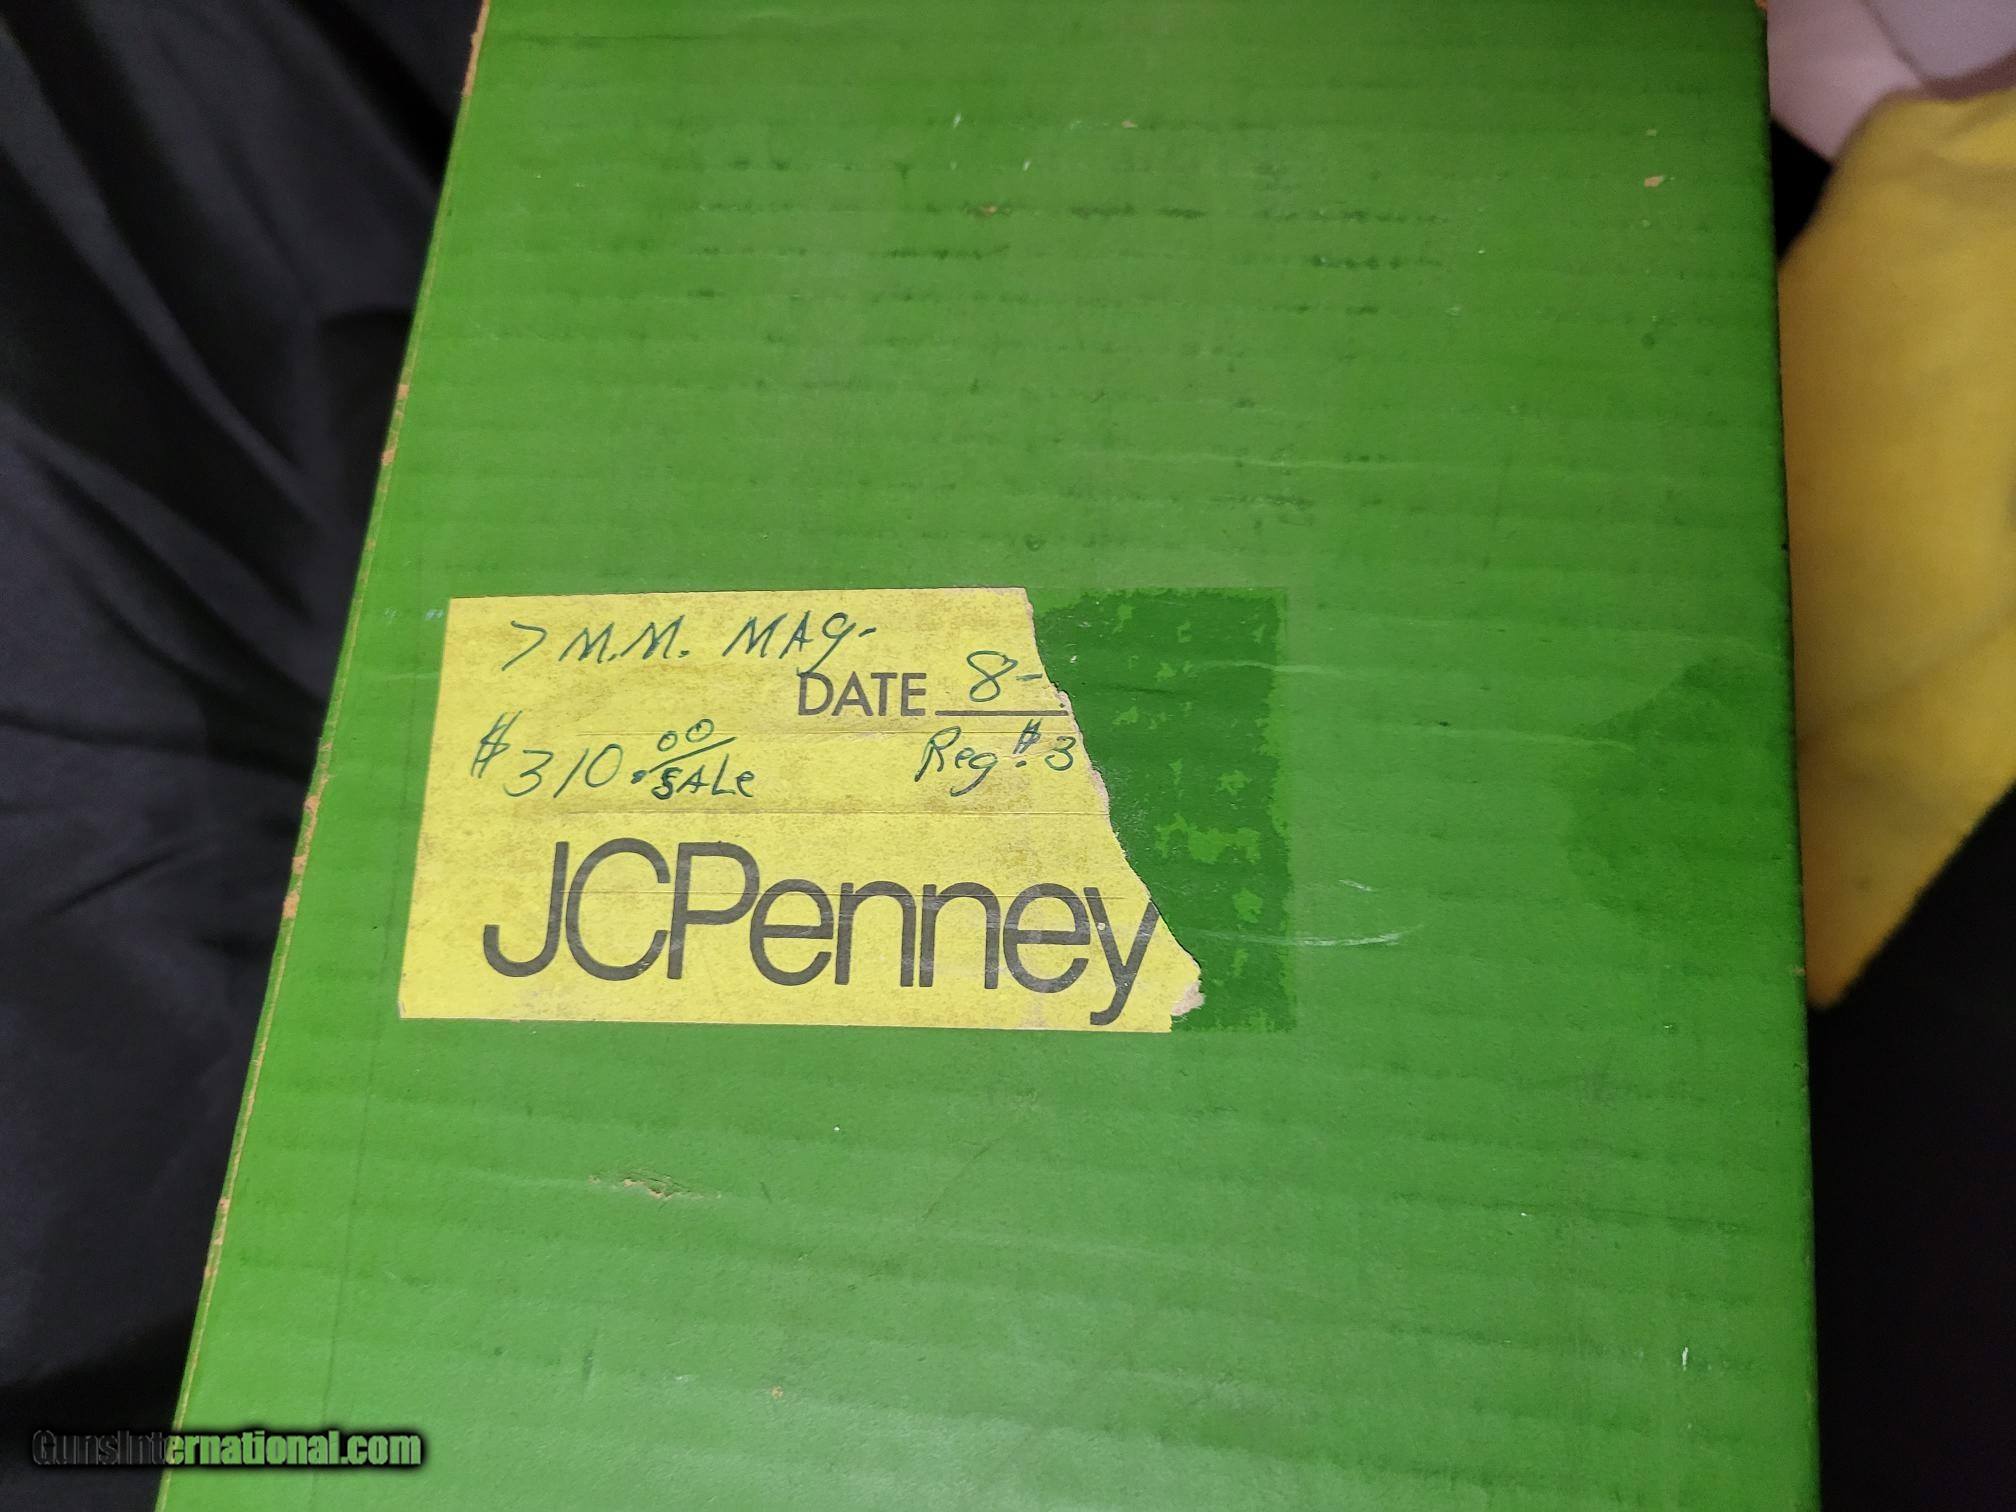 7 M.M. MAG-
DATE 8-
$310.00 SALe
Reg. $3
JCPenney
GunsInternational.com